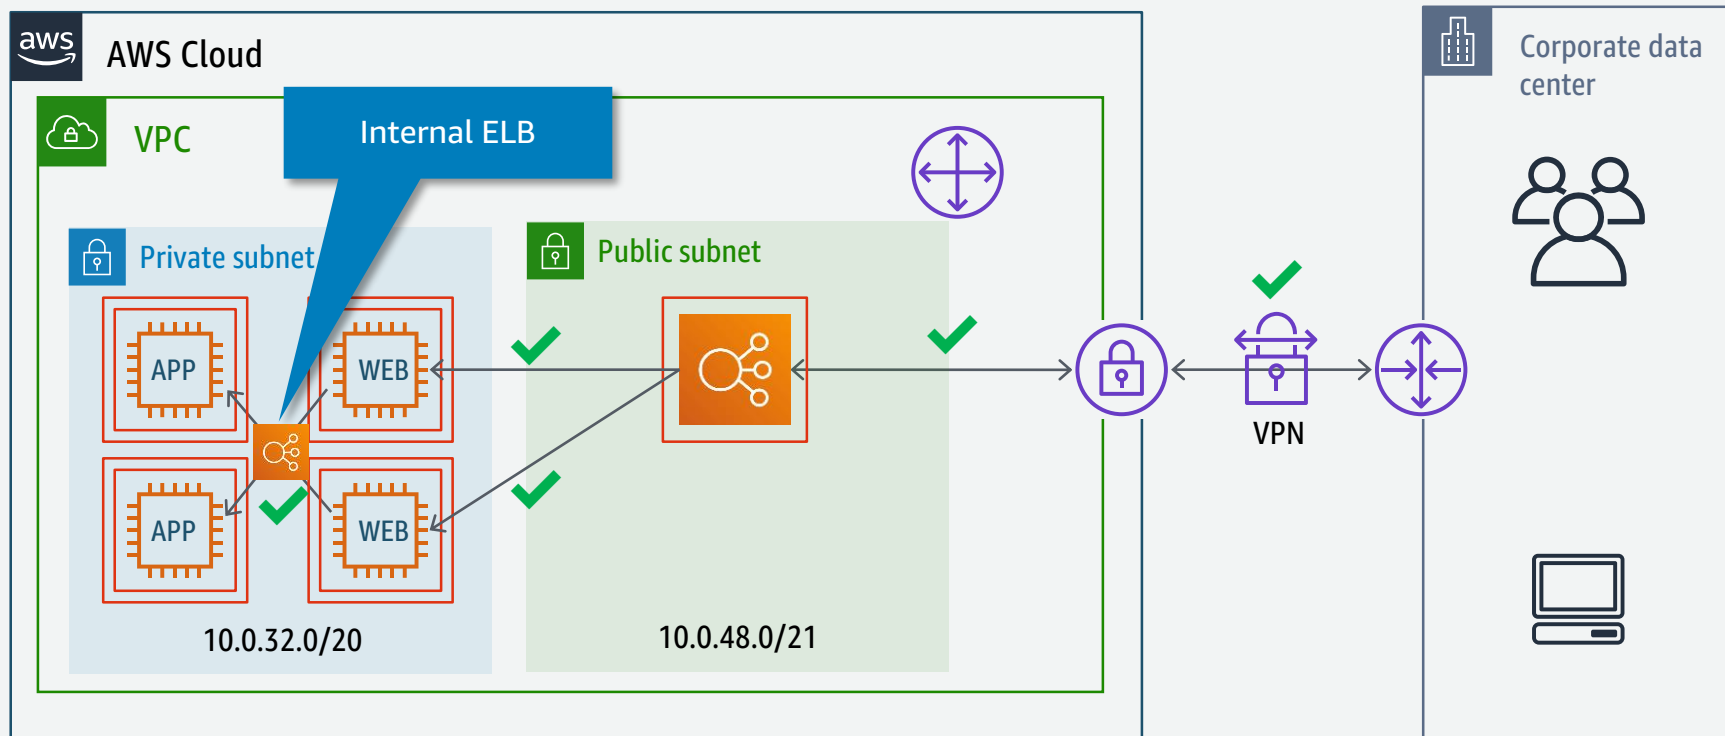 aws
AWS Cloud
Corporate data
center
Internal ELB
VPC
Private subnet
Public subnet
APP
WEB
VPN
APP
WEB
10.0.32.0/20
10.0.48.0/21